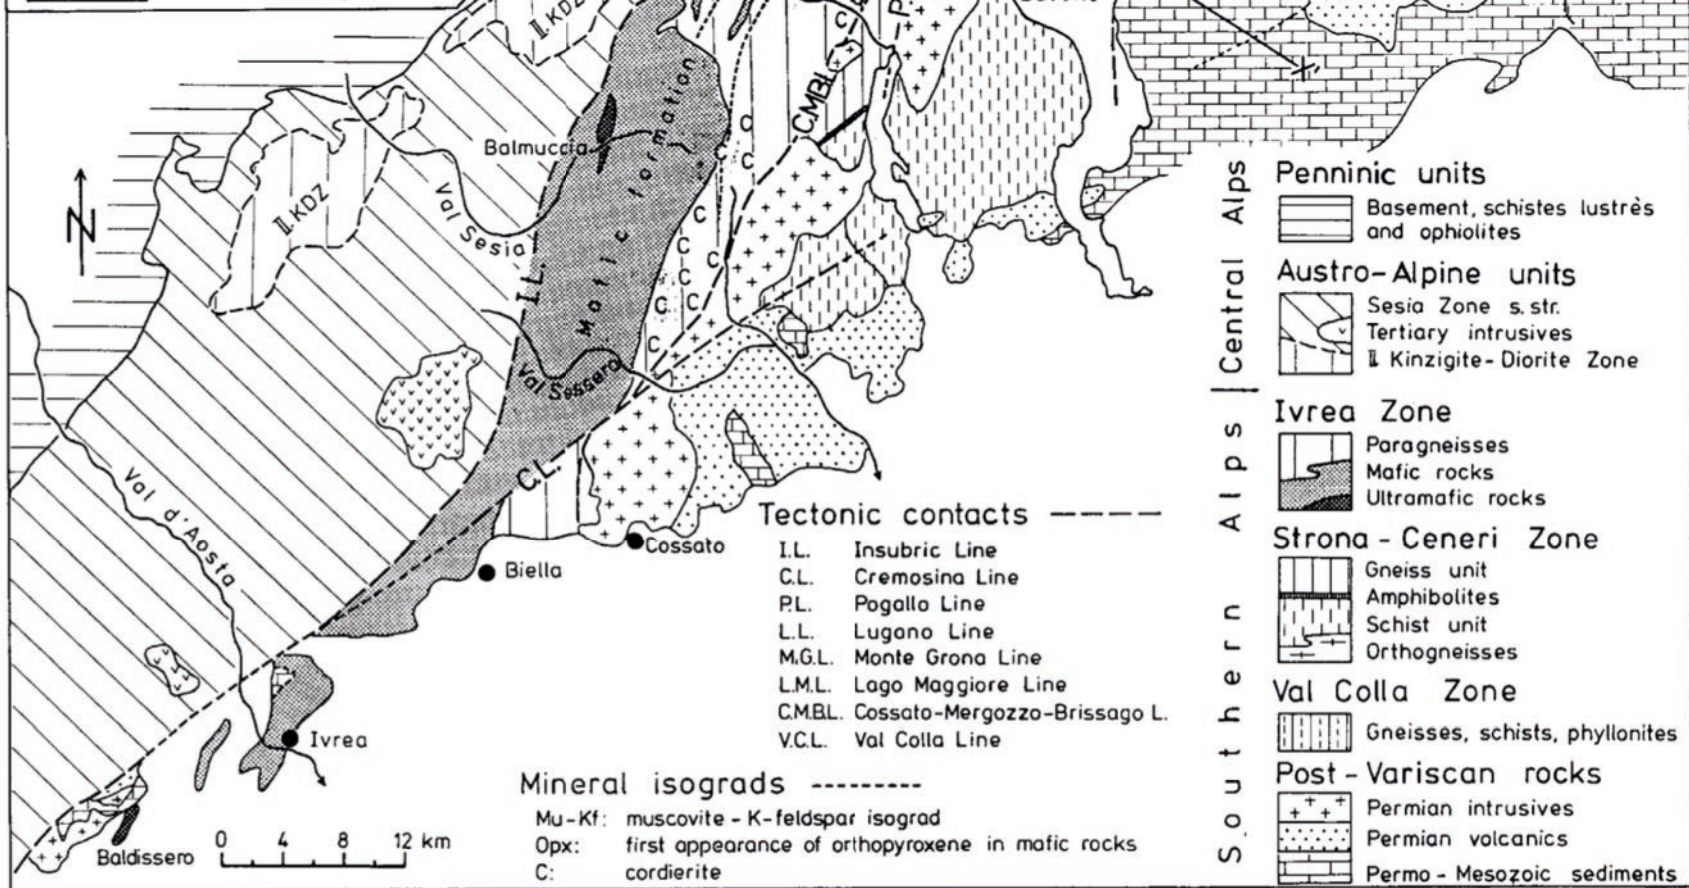 II.KDZ
C
C
C
C
C
C
C
C
C
C
C
C.M.B.L.
P.
Balmuccia
Mafic formation
II.KDZ
N
Val Sesia
I.L.
Val Sessera
C.L.
Val d'Aosta
Cossato
Biella
Ivrea
Baldissero
0 4 8 12 km
Tectonic contacts
I.L. Insubric Line
C.L. Cremosina Line
P.L. Pogallo Line
L.L. Lugano Line
M.G.L. Monte Grona Line
L.M.L. Lago Maggiore Line
C.M.B.L. Cossato-Mergozzo-Brissago L.
V.C.L. Val Colla Line
Mineral isograds
Mu-Kf: muscovite - K-feldspar isograd
Opx: first appearance of orthopyroxene in mafic rocks
C: cordierite
Central Alps
Southern Alps
Penninic units
Basement, schistes lustrès
and ophiolites
Austro-Alpine units
Sesia Zone s.str.
Tertiary intrusives
II Kinzigite-Diorite Zone
Ivrea Zone
Paragneisses
Mafic rocks
Ultramafic rocks
Strona-Ceneri Zone
Gneiss unit
Amphibolites
Schist unit
Orthogneisses
Val Colla Zone
Gneisses, schists, phyllonites
Post-Variscan rocks
Permian intrusives
Permian volcanics
Permo-Mesozoic sediments